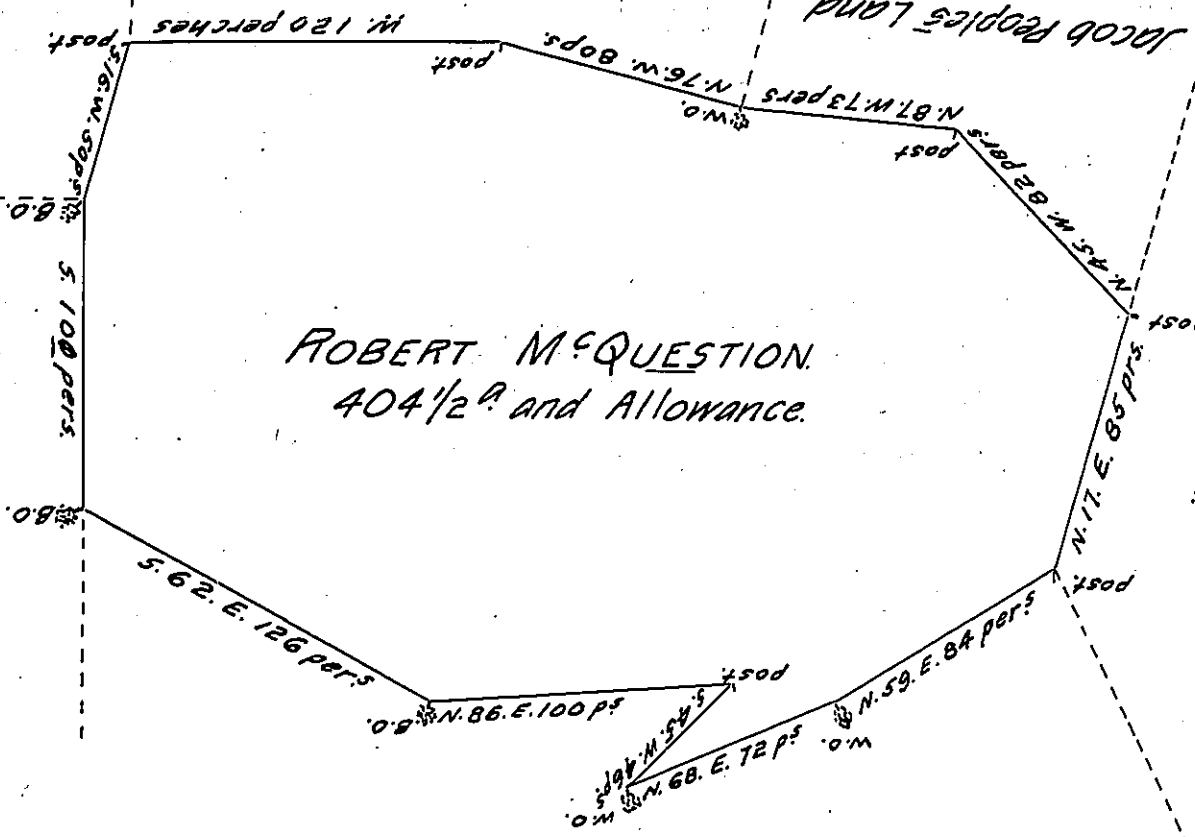 Jacob Peoples Land
W. 120 perches
post.
post.
N. 76. W. 80 ps.
W.O.
N. 87. W. 73 pers
post
N. 45. W. 82 pers
post
N. 17. E. 85 prs.
post.
N. 59. E. 84 pers
W.O.
N. 68. E. 72 ps
W.O.
S. 45. W. 46 ps
post.
N. 86. E. 100 ps
B.O.
S. 62. E. 126 pers
B.O.
S. 100 pers.
B.O.
S. 16. W. 50 ps
ROBERT McQUESTION.
404 1/2 a. and Allowance.